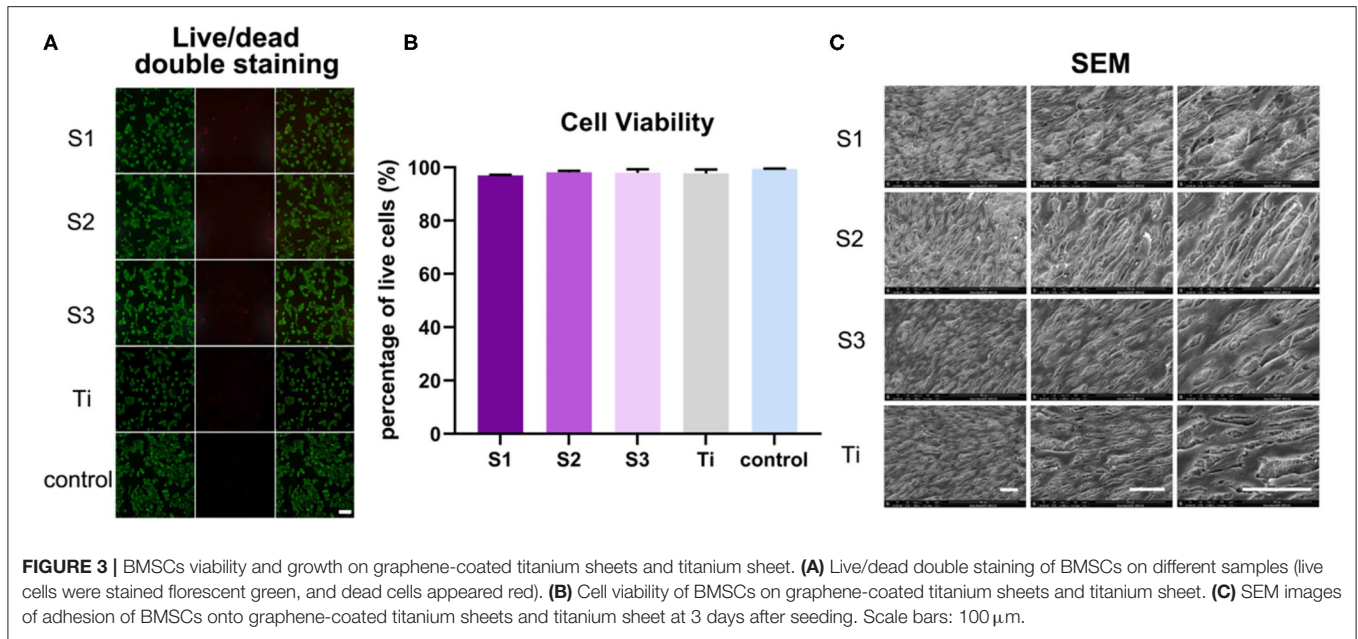 A
Live/dead
double staining
S1
S2
S3
Ti
control
B
Cell Viability
percentage of live cells (%)
100
80
60
40
20
0
S1 S2 S3 Ti control
C
SEM
S1
S2
S3
Ti
FIGURE 3 | BMSCs viability and growth on graphene-coated titanium sheets and titanium sheet. (A) Live/dead double staining of BMSCs on different samples (live
cells were stained florescent green, and dead cells appeared red). (B) Cell viability of BMSCs on graphene-coated titanium sheets and titanium sheet. (C) SEM images
of adhesion of BMSCs onto graphene-coated titanium sheets and titanium sheet at 3 days after seeding. Scale bars: 100 μm.